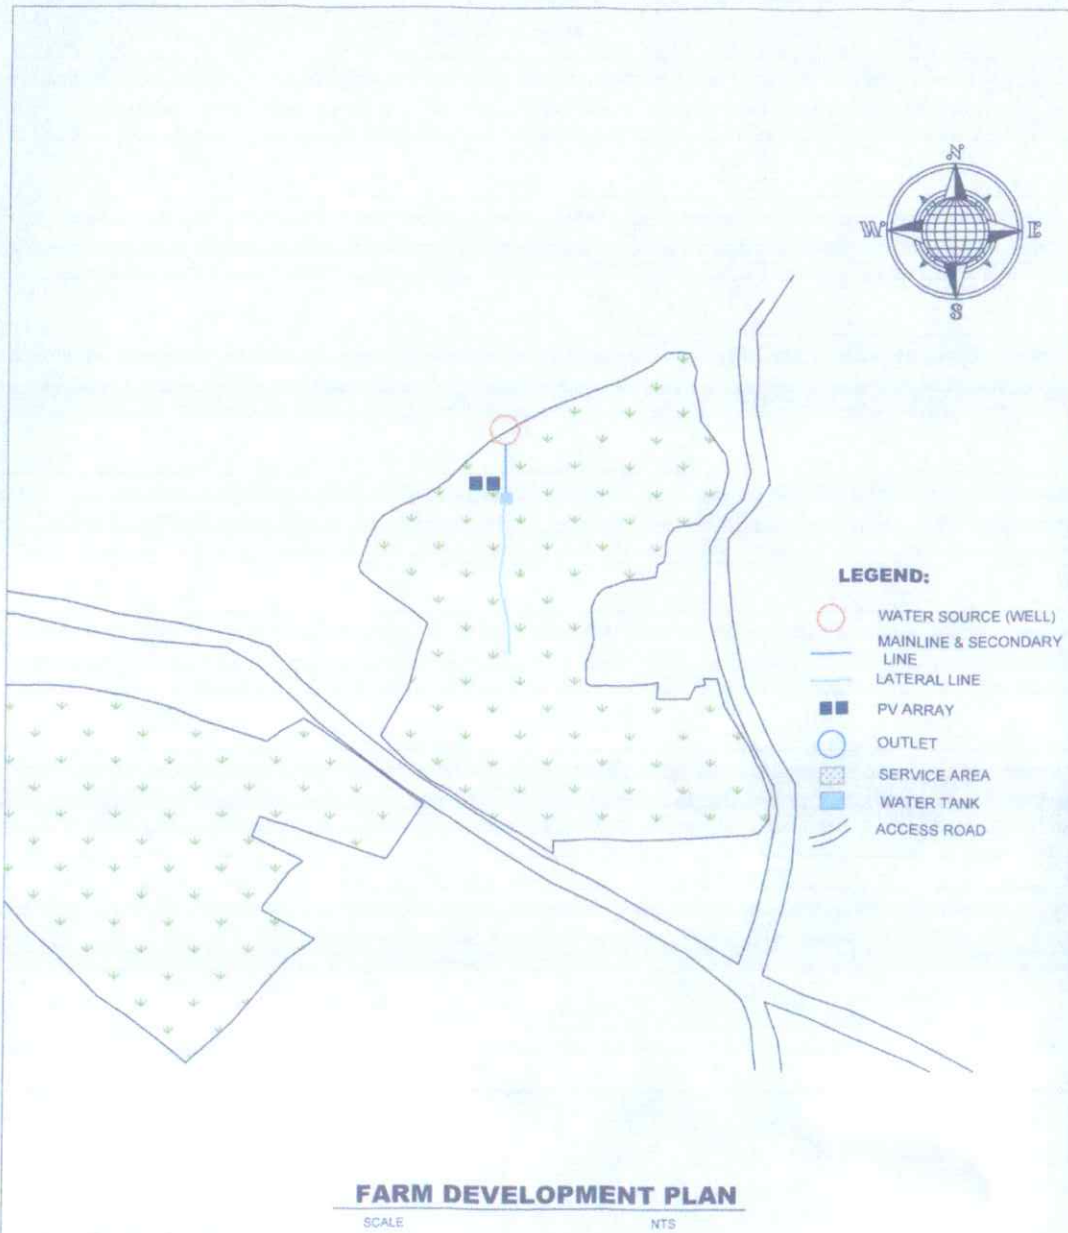 N
W E
S
LEGEND:
WATER SOURCE (WELL)
MAINLINE & SECONDARY
LINE
LATERAL LINE
PV ARRAY
OUTLET
SERVICE AREA
WATER TANK
ACCESS ROAD
FARM DEVELOPMENT PLAN
SCALE NTS